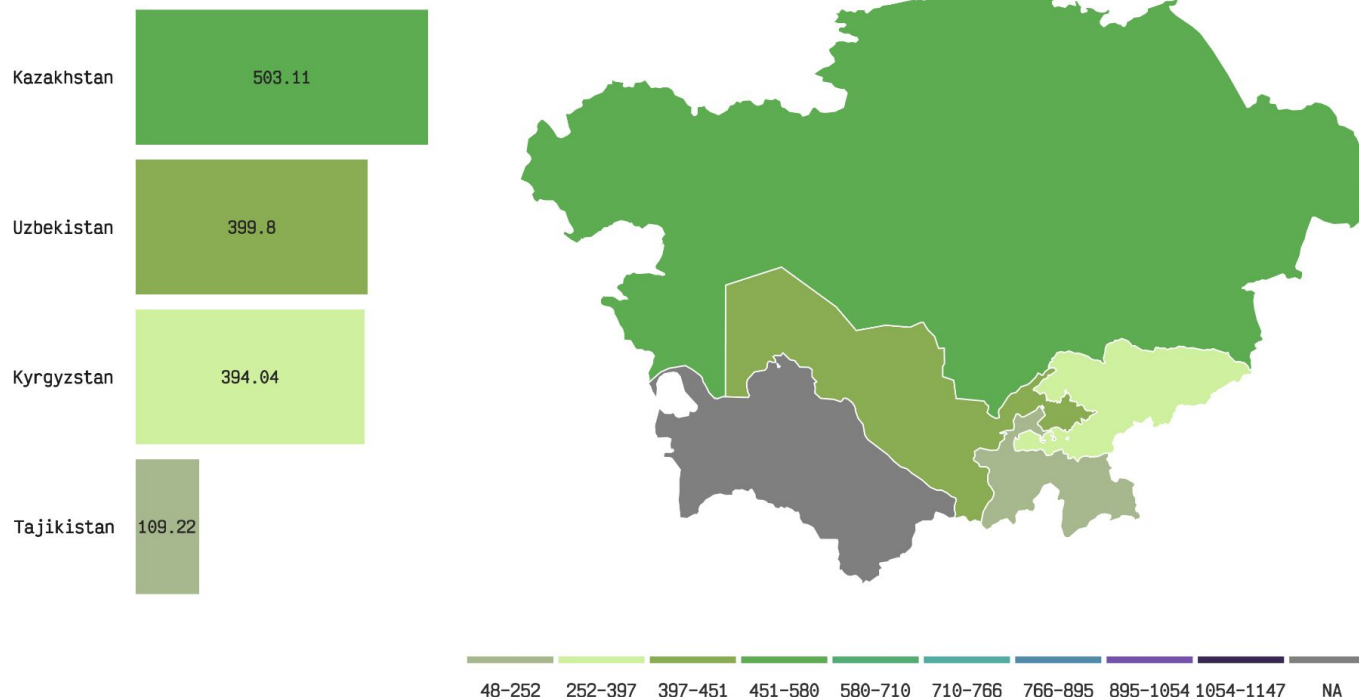 Kazakhstan 503.11
Uzbekistan 399.8
Kyrgyzstan 394.04
Tajikistan 109.22
48-252 252-397 397-451 451-580 580-710 710-766 766-895 895-1054 1054-1147 NA